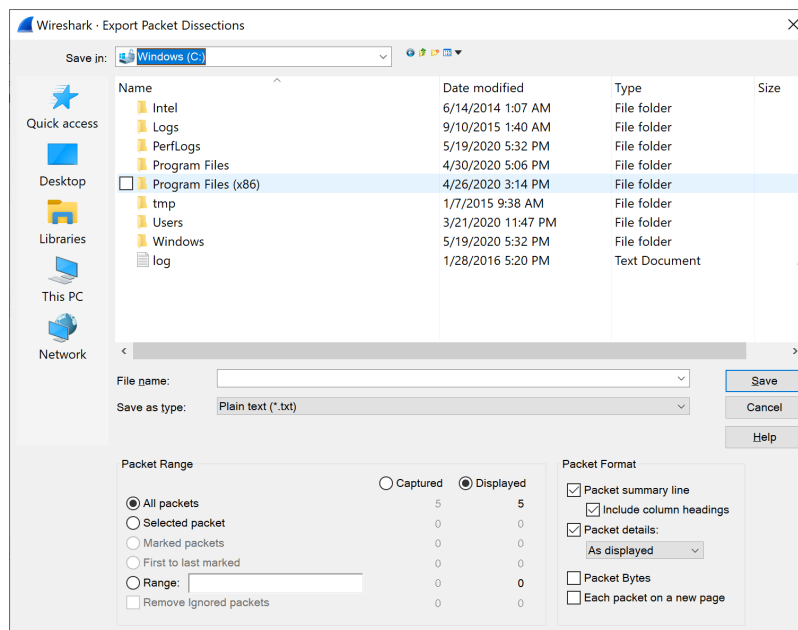 Wireshark · Export Packet Dissections
Save in: Windows (C:)
Name Date modified Type Size
Intel 6/14/2014 1:07 AM File folder
Logs 9/10/2015 1:40 AM File folder
PerfLogs 5/19/2020 5:32 PM File folder
Program Files 4/30/2020 5:06 PM File folder
Program Files (x86) 4/26/2020 3:14 PM File folder
tmp 1/7/2015 9:38 AM File folder
Users 3/21/2020 11:47 PM File folder
Windows 5/19/2020 5:32 PM File folder
log 1/28/2016 5:20 PM Text Document
Quick access
Desktop
Libraries
This PC
Network
File name: Save
Save as type: Plain text (*.txt) Cancel
Help
Packet Range
Captured Displayed
All packets 5 5
Selected packet 0 0
Marked packets 0 0
First to last marked 0 0
Range: 0 0
Remove Ignored packets 0 0
Packet Format
Packet summary line
Include column headings
Packet details:
As displayed
Packet Bytes
Each packet on a new page